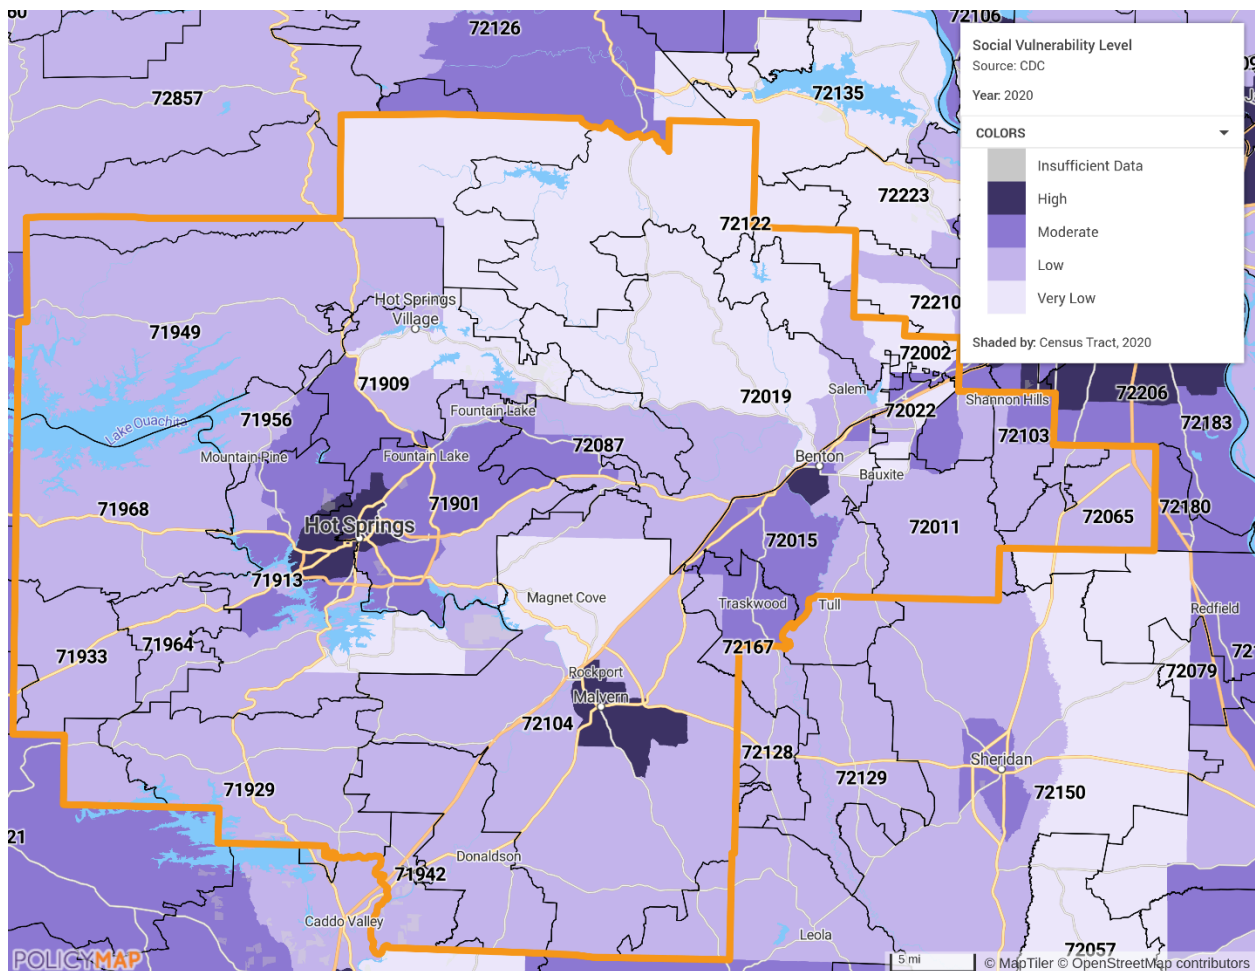 60
72126
72106
72857
72135
72223
72122
72210
Hot Springs
Village
71949
72002
71909
Salem
72019
72022
Shannon Hills
72206
Lake Ouachita
71956
Fountain Lake
72103
72183
Mountain Pine
Fountain Lake
72087
Benton
Bauxite
71968
71901
72180
Hot Springs
72065
72011
72015
71913
Magnet Cove
Traskwood
Tull
Redfield
71964
71933
72167
72079
Rockport
Malvern
72104
72128
Sheridan
72129
71929
72150
21
Donaldson
71942
Caddo Valley
Leola
72057
POLICYMAP
5 mi
© MapTiler © OpenStreetMap contributors
Social Vulnerability Level
Source: CDC
Year: 2020
COLORS
Insufficient Data
High
Moderate
Low
Very Low
Shaded by: Census Tract, 2020